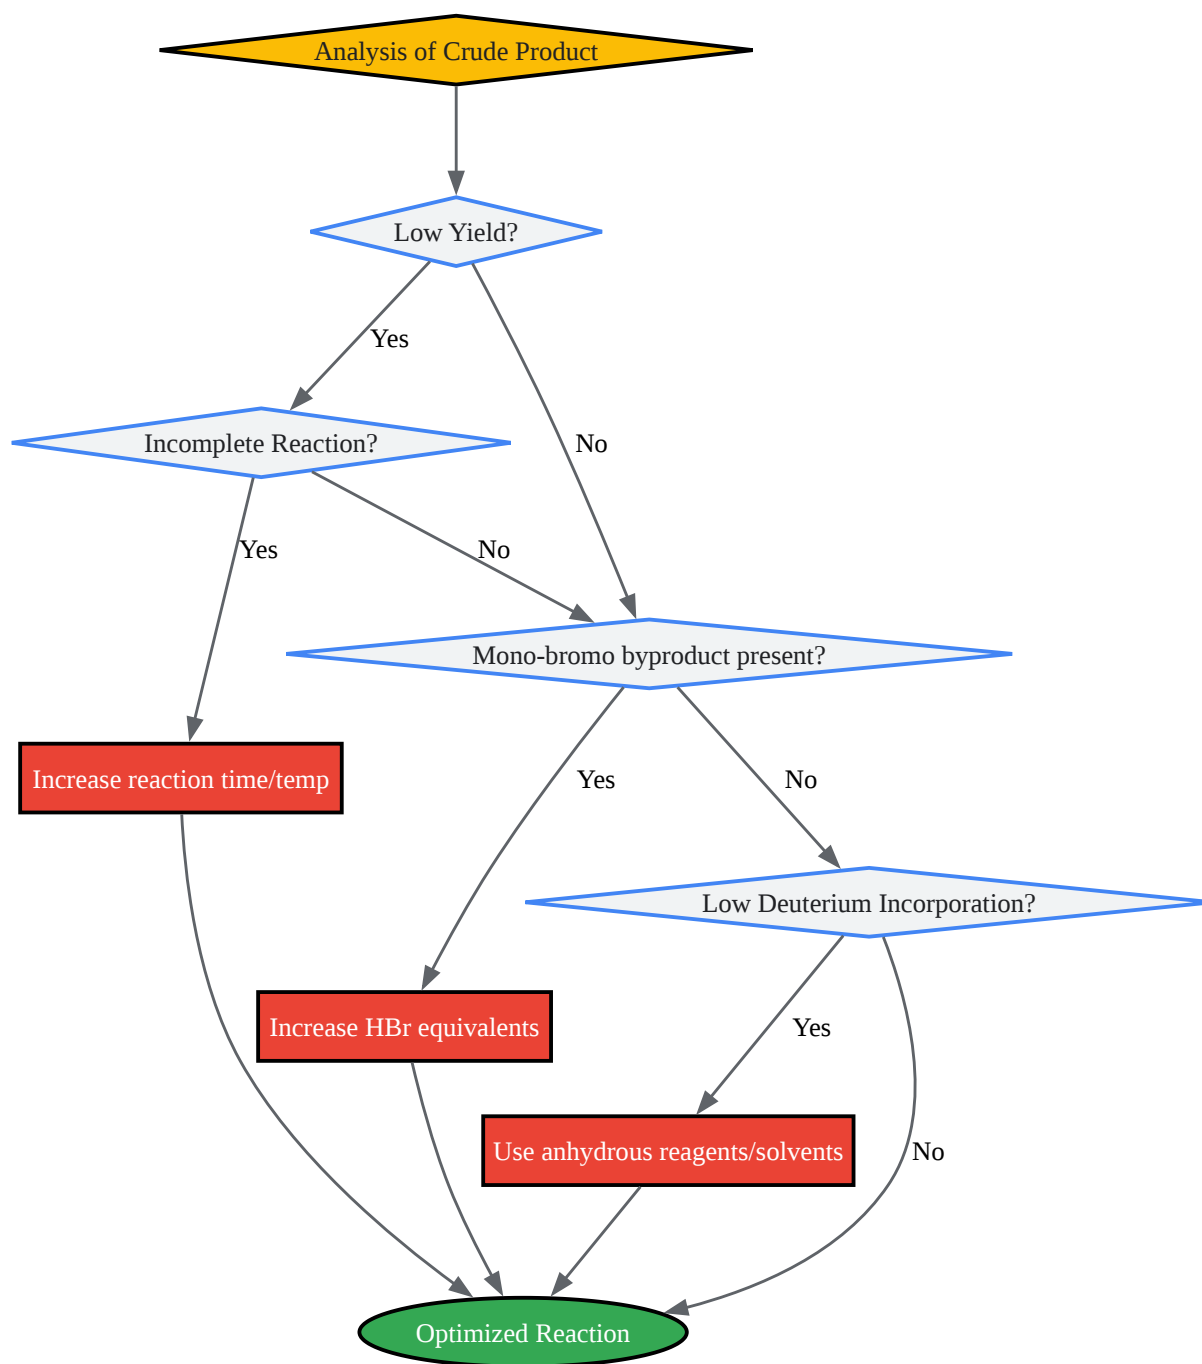 Analysis of Crude Product
Low Yield?
Yes
No
Incomplete Reaction?
Yes
No
Mono-bromo byproduct present?
Increase reaction time/temp
Yes
No
Low Deuterium Incorporation?
Increase HBr equivalents
Yes
Use anhydrous reagents/solvents
No
Optimized Reaction